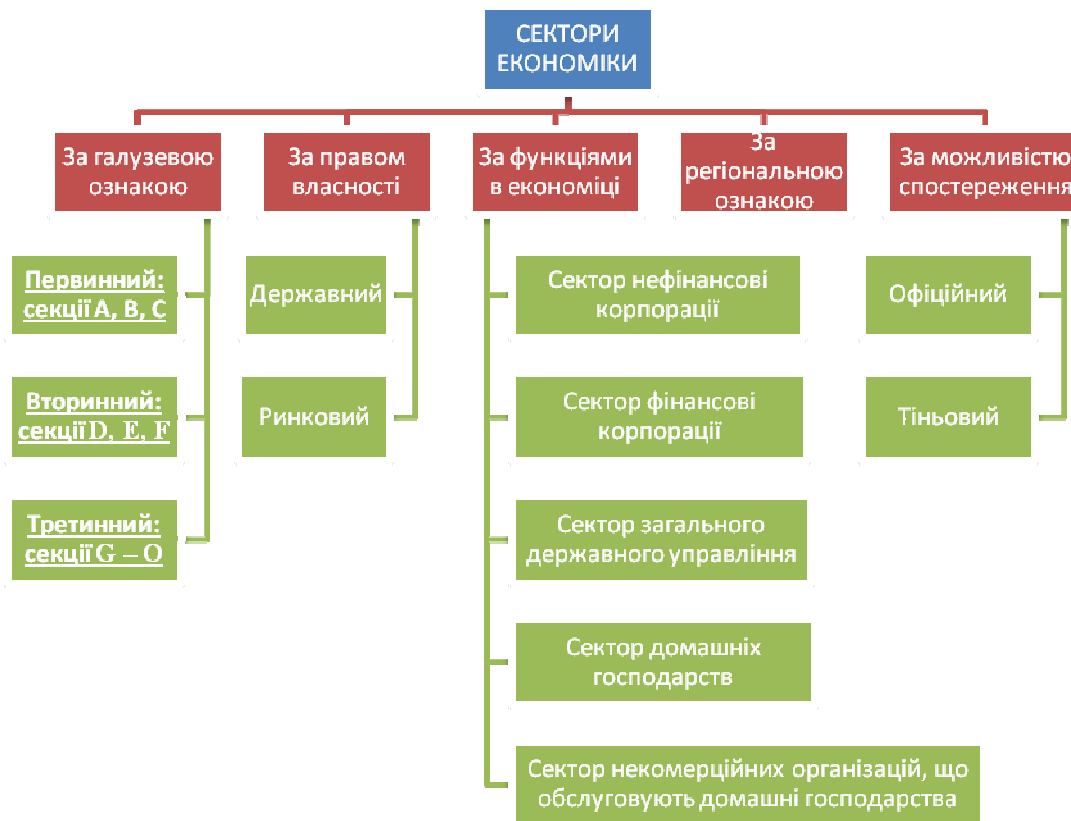 СЕКТОРИ
ЕКОНОМІКИ
За галузевою
ознакою
За правом
власності
За функціями
в економіці
За
регіональною
ознакою
За можливістю
спостереження
Первинний:
секції А, В, С
Вторинний:
секції D, E, F
Третинний:
секції G – O
Державний
Ринковий
Сектор нефінансові
корпорації
Сектор фінансові
корпорації
Сектор загального
державного управління
Сектор домашніх
господарств
Сектор некомерційних організацій, що
обслуговують домашні господарства
Офіційний
Тіньовий